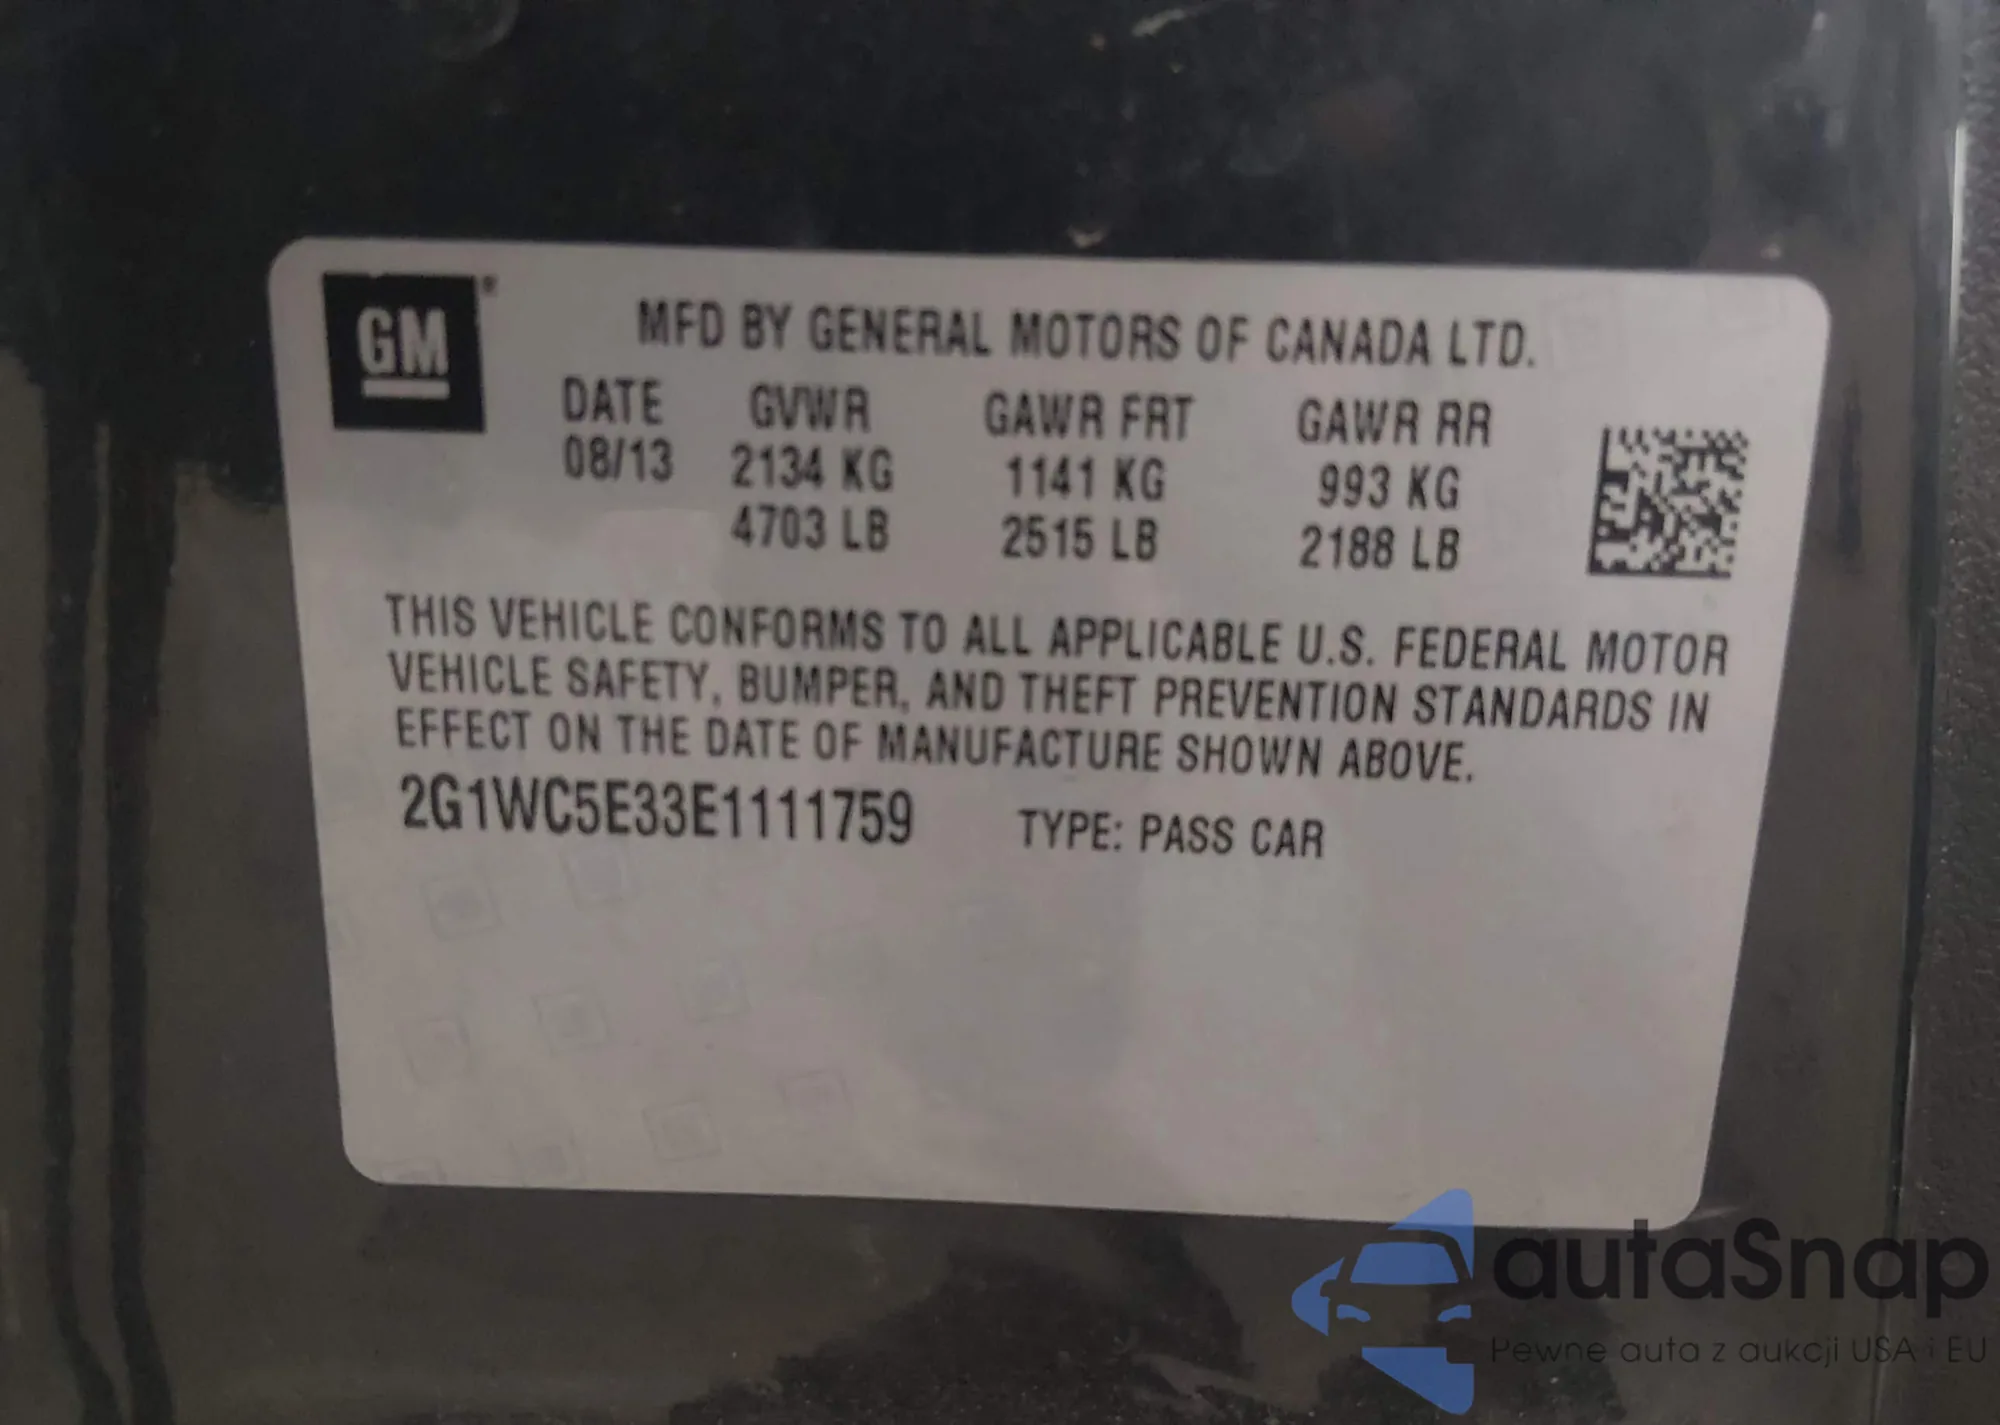 GM®
MFD BY GENERAL MOTORS OF CANADA LTD.
DATE GVWR GAWR FRT GAWR RR
08/13 2134 KG 1141 KG 993 KG
4703 LB 2515 LB 2188 LB
THIS VEHICLE CONFORMS TO ALL APPLICABLE U.S. FEDERAL MOTOR
VEHICLE SAFETY, BUMPER, AND THEFT PREVENTION STANDARDS IN
EFFECT ON THE DATE OF MANUFACTURE SHOWN ABOVE.
2G1WC5E33E1111759 TYPE: PASS CAR
autaSnap
Pewne auta z aukcji USA i EU